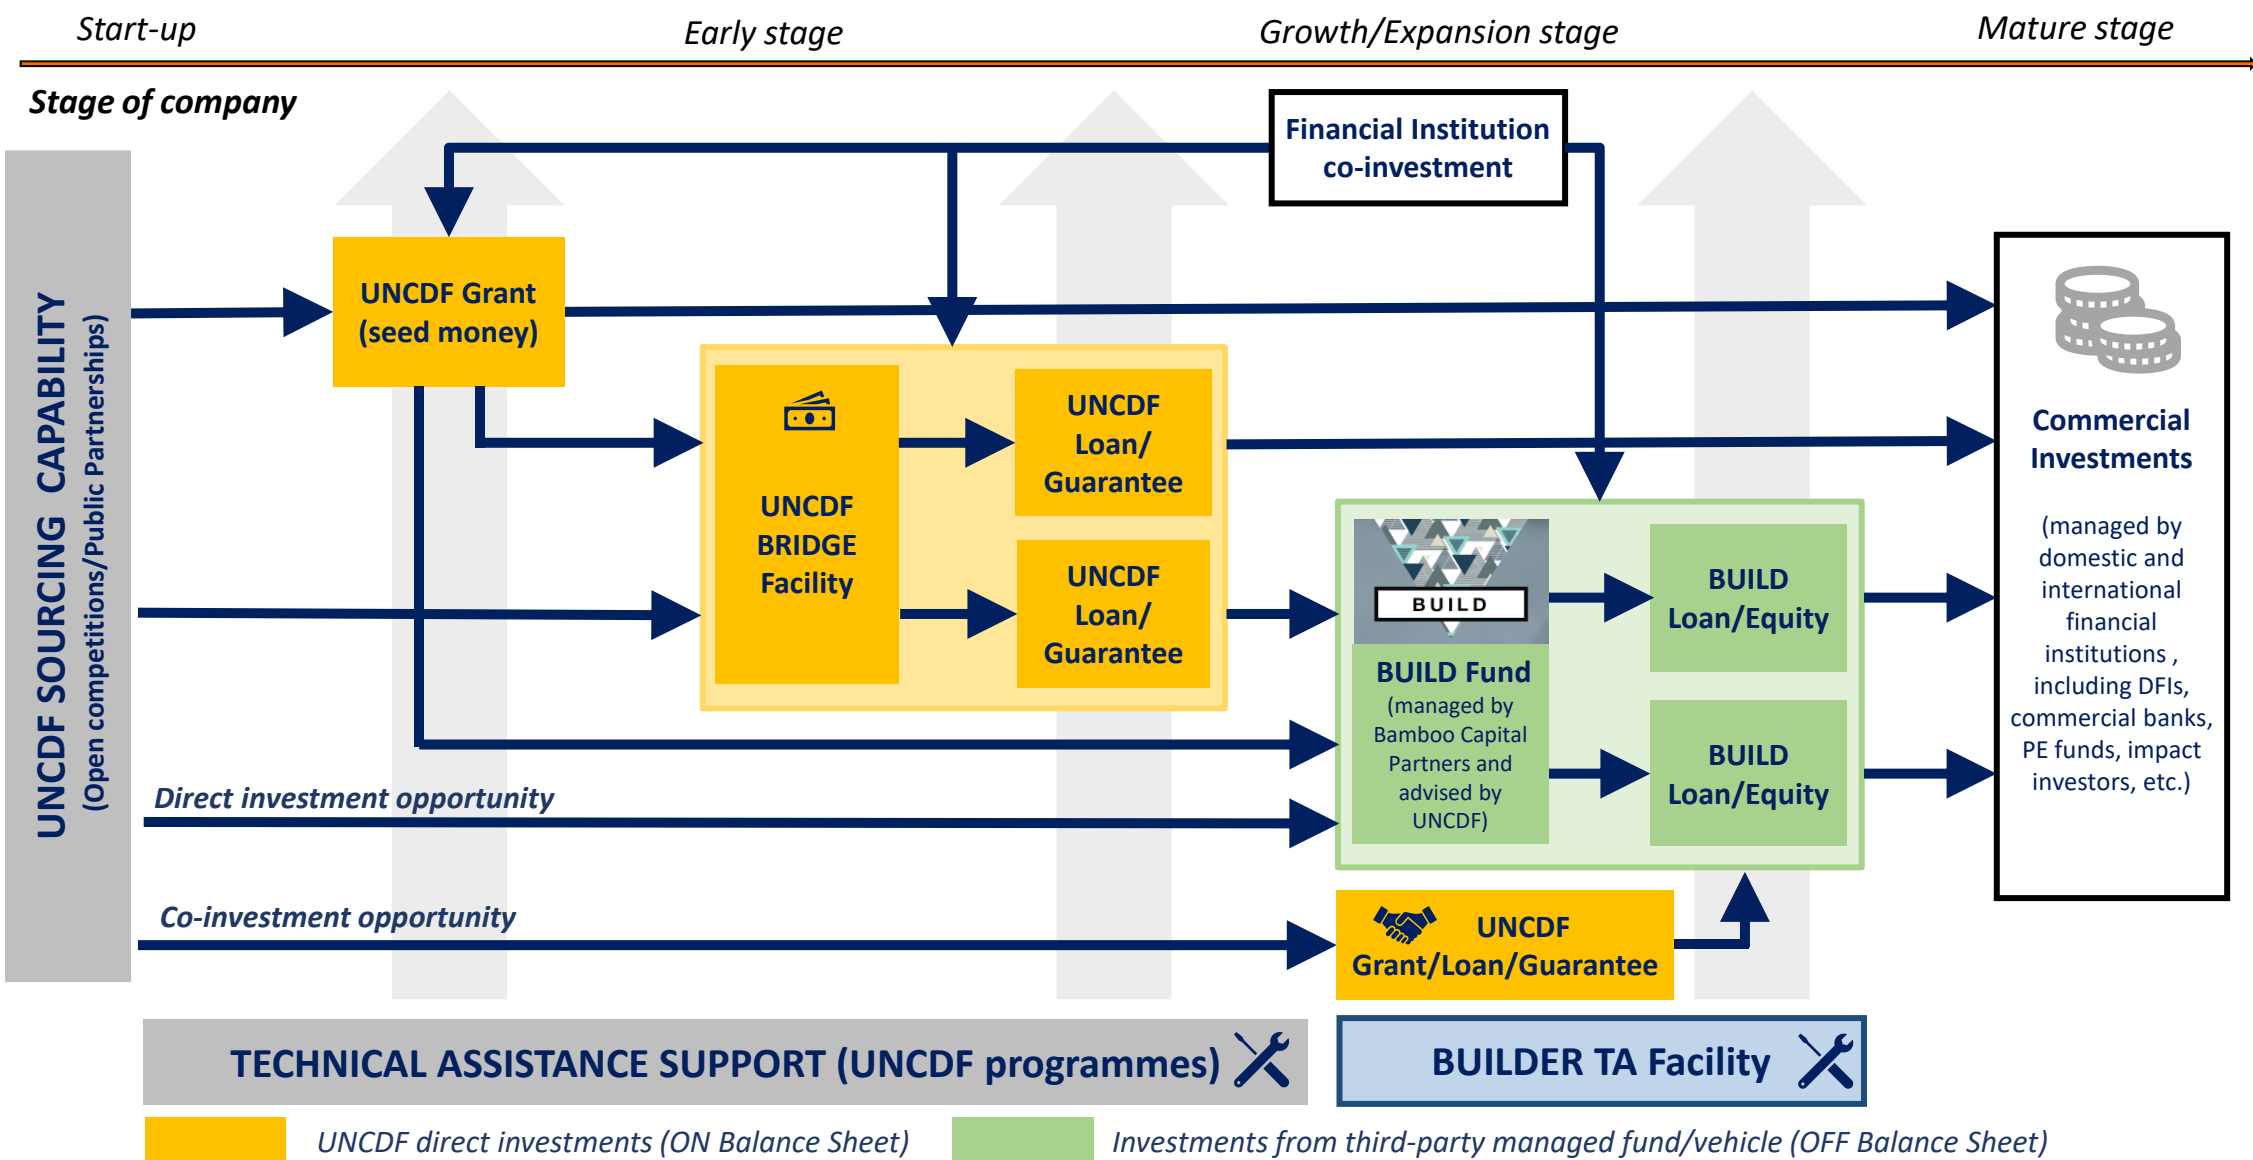 Start-up
Early stage
Growth/Expansion stage
Mature stage
Stage of company
UNCDF SOURCING CAPABILITY
(Open competitions/Public Partnerships)
Financial Institution
co-investment
UNCDF Grant
(seed money)
UNCDF
BRIDGE
Facility
UNCDF
Loan/
Guarantee
UNCDF
Loan/
Guarantee
BUILD
BUILD Fund
(managed by
Bamboo Capital
Partners and
advised by
UNCDF)
BUILD
Loan/Equity
BUILD
Loan/Equity
Commercial
Investments
(managed by
domestic and
international
financial
institutions ,
including DFIs,
commercial banks,
PE funds, impact
investors, etc.)
Direct investment opportunity
Co-investment opportunity
UNCDF
Grant/Loan/Guarantee
TECHNICAL ASSISTANCE SUPPORT (UNCDF programmes)
BUILDER TA Facility
UNCDF direct investments (ON Balance Sheet)
Investments from third-party managed fund/vehicle (OFF Balance Sheet)